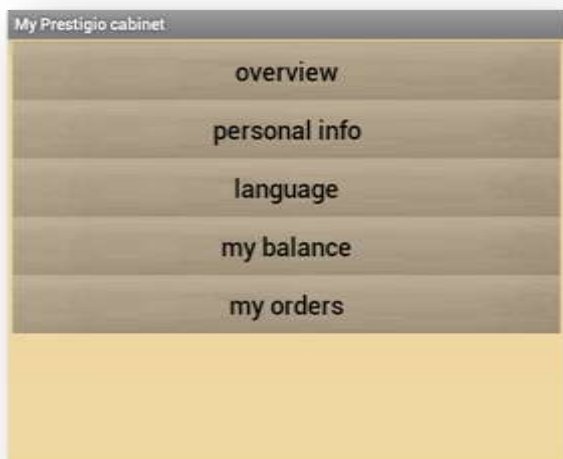 My Prestigio cabinet
overview
personal info
language
my balance
my orders